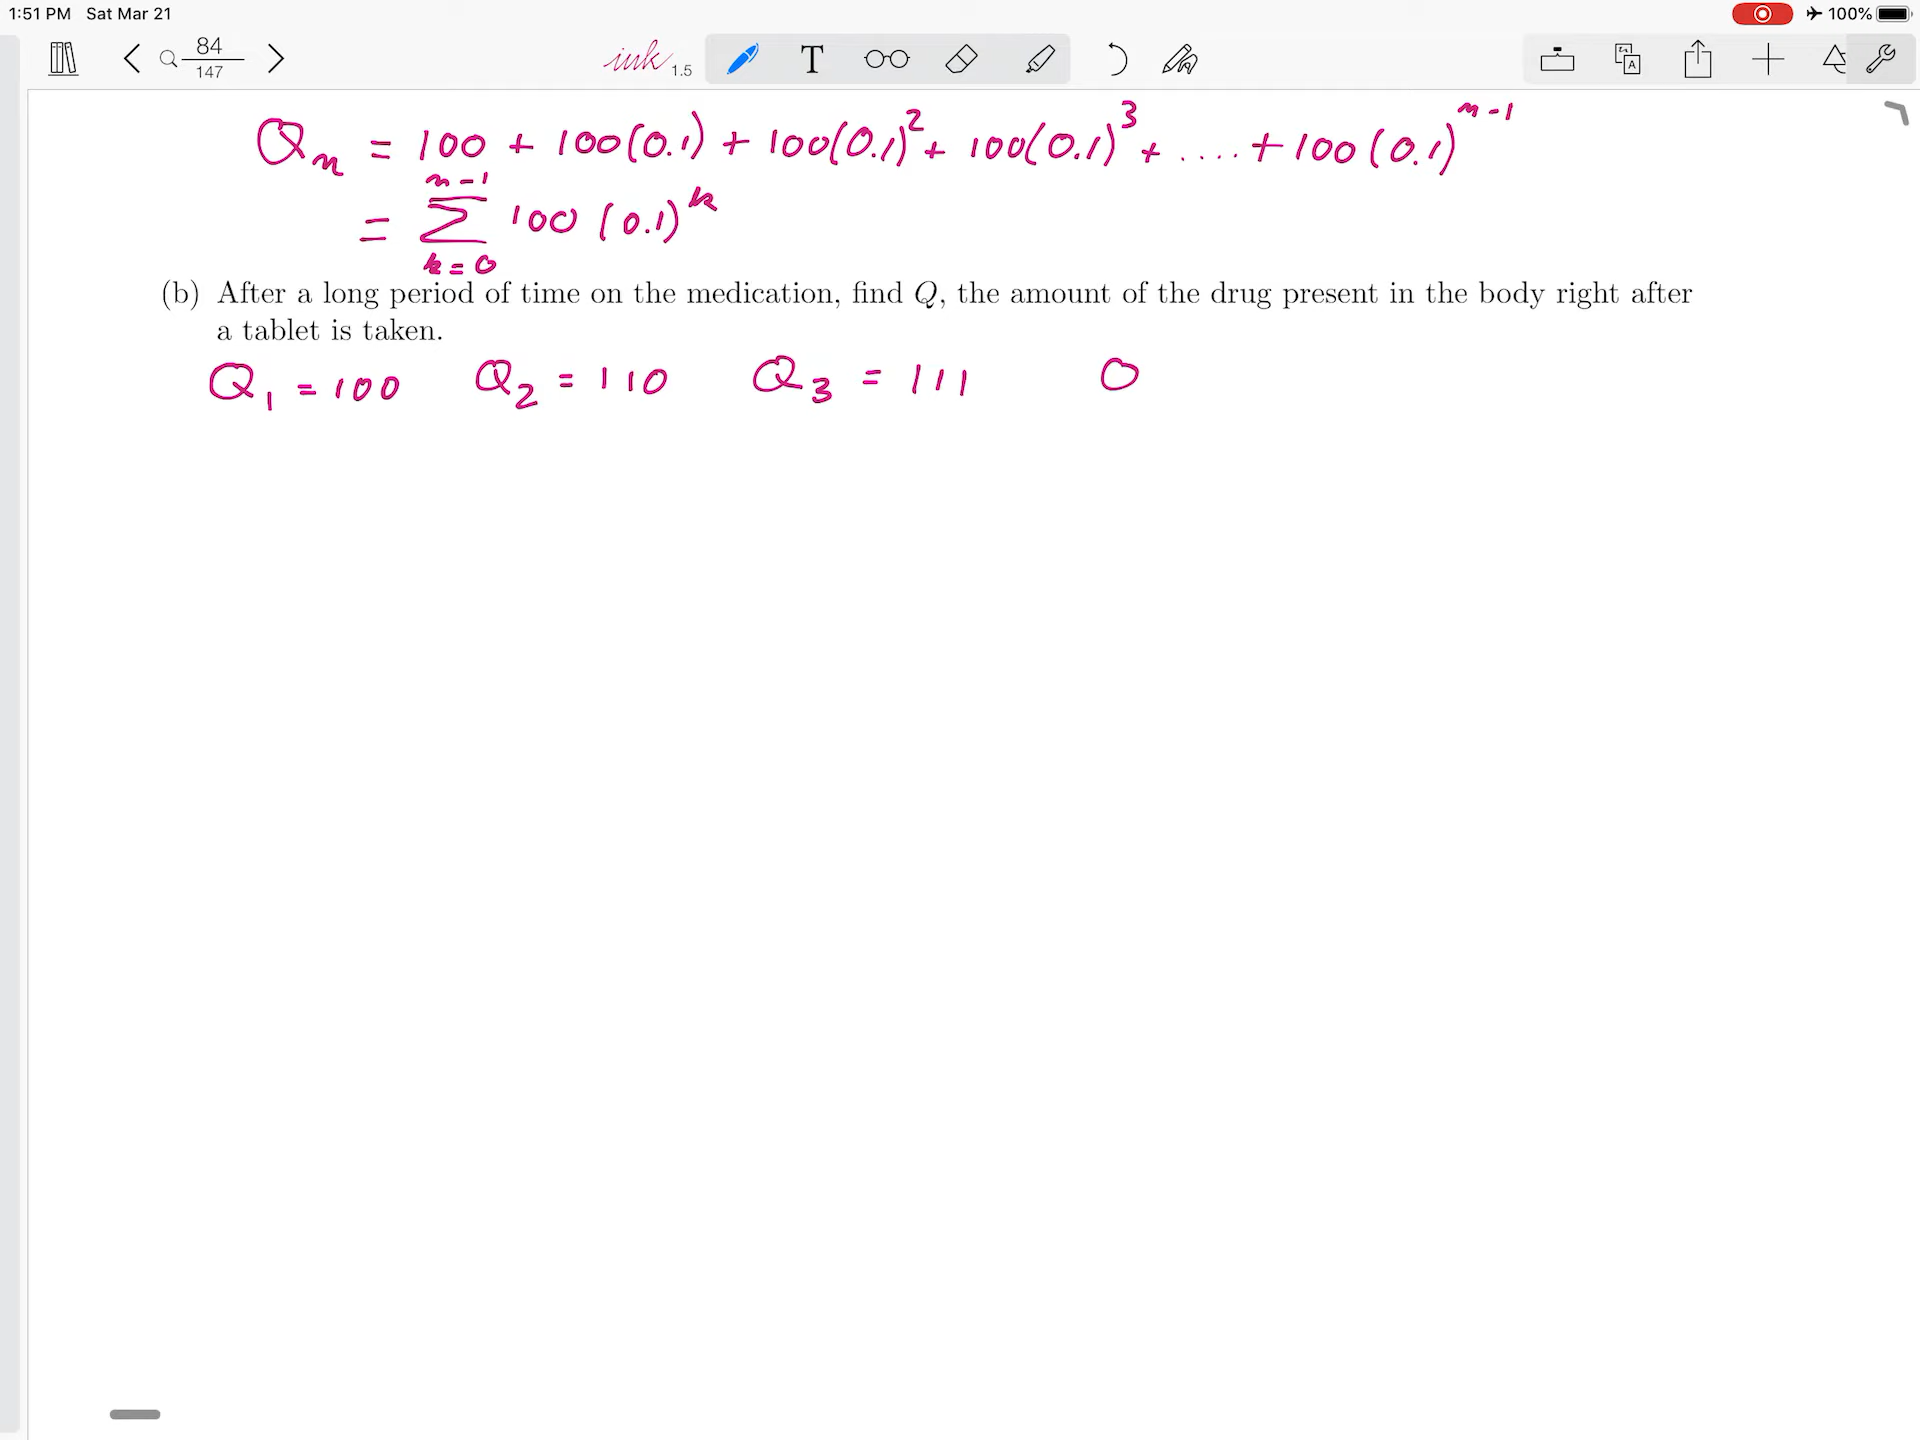 1:51 PM Sat Mar 21 100%
84
147
ink 1.5 T A
Qₙ = 100 + 100(0.1) + 100(0.1)² + 100(0.1)³ + .... + 100(0.1)ⁿ⁻¹
n-1
= Σ 100 (0.1)ᵏ
k=0
(b) After a long period of time on the medication, find Q, the amount of the drug present in the body right after
a tablet is taken.
Q₁ = 100 Q₂ = 110 Q₃ = 111 0